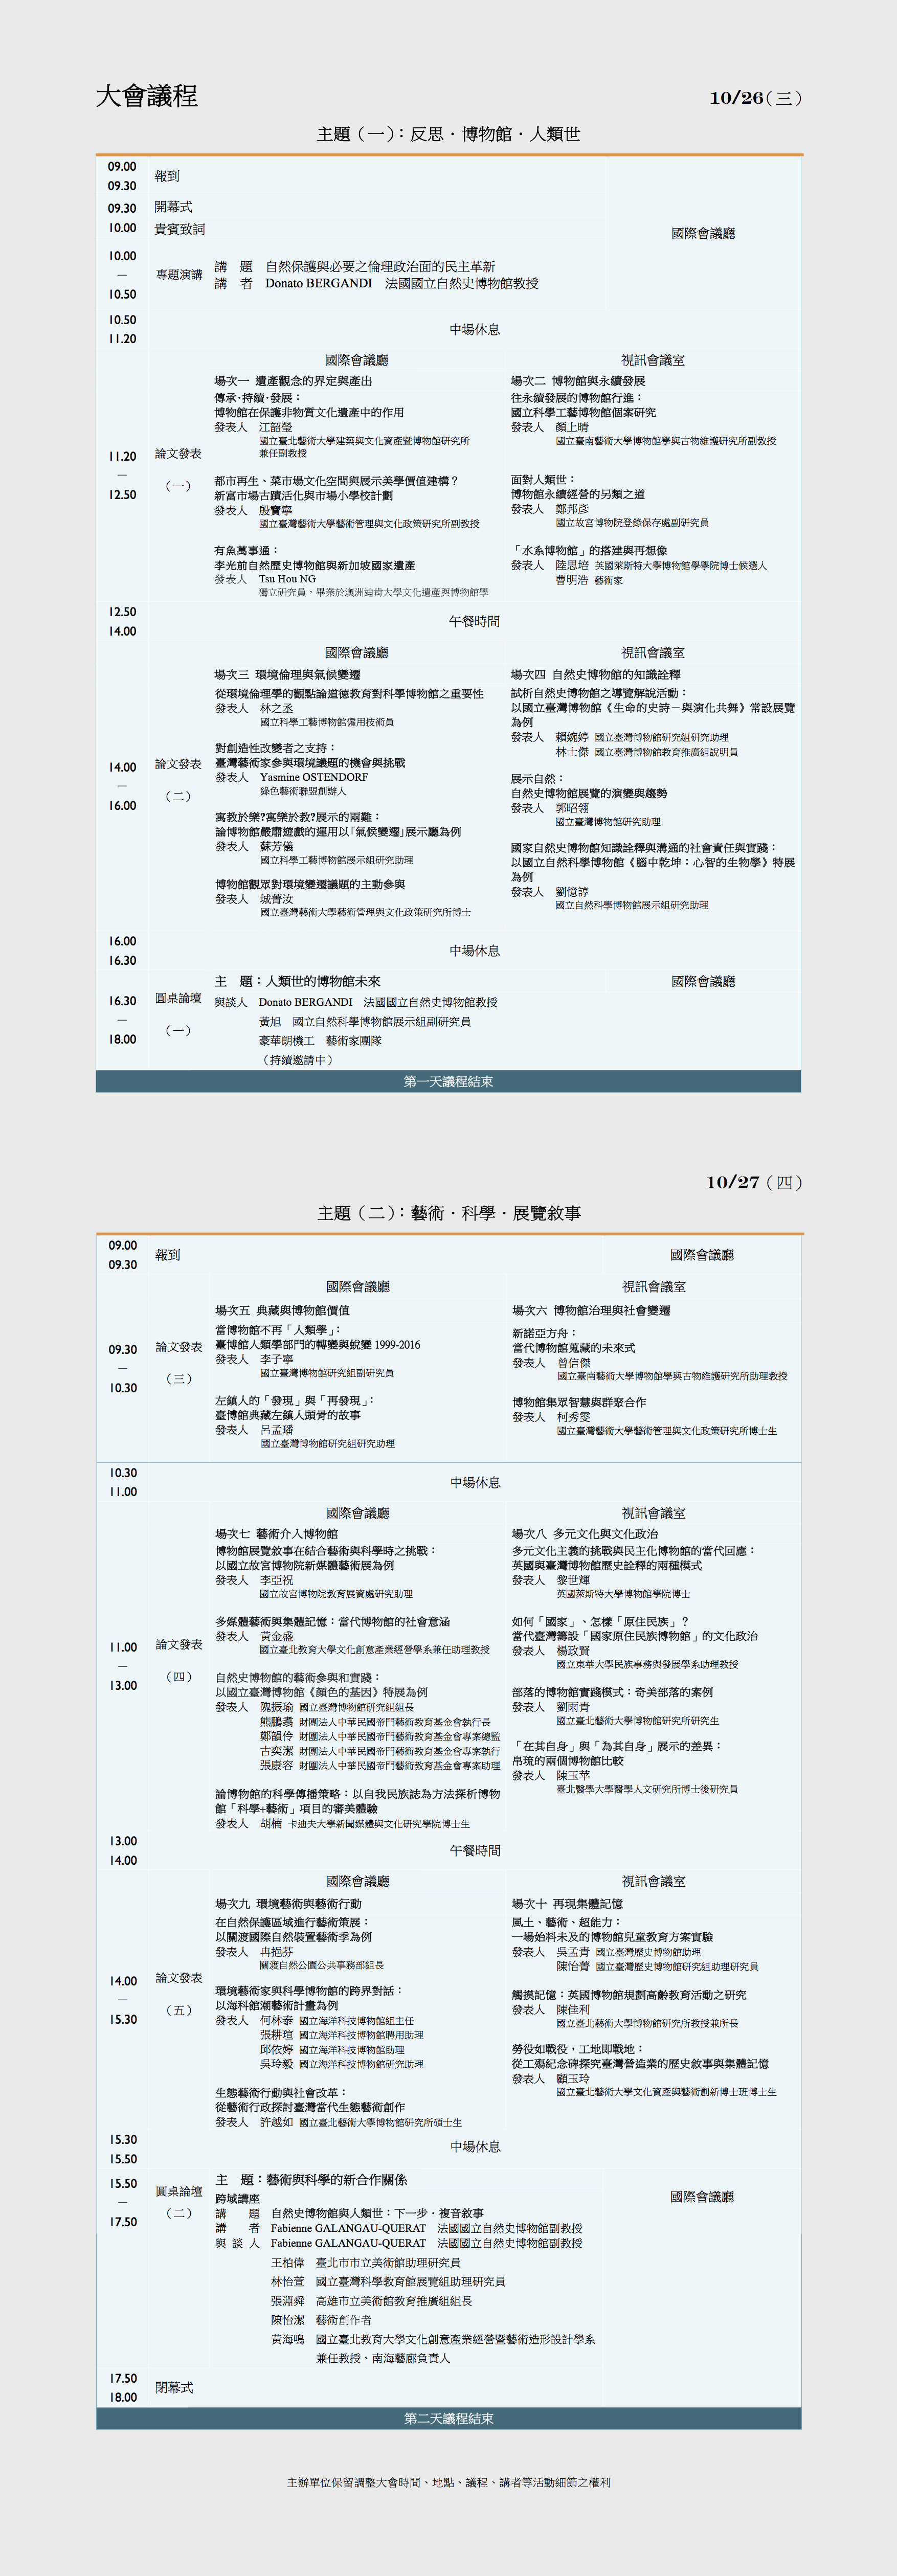 大會議程
10/26(三)
主題（一）：反思・博物館・人類世
09.00
09.30
報到
09.30
開幕式
10.00
貴賓致詞
國際會議廳
10.00
—
10.50
專題演講
講　題　自然保護與必要之倫理政治面的民主革新
講　者　Donato BERGANDI　法國國立自然史博物館教授
10.50
11.20
中場休息
11.20
—
12.50
論文發表
（一）
國際會議廳
場次一 遺產觀念的界定與產出
傳承・持續・發展：
博物館在保護非物質文化遺產中的作用
發表人　江韶瑩
國立臺北藝術大學建築與文化資產暨博物館研究所
兼任副教授
都市再生、菜市場文化空間與展示美學價值建構？
新富市場古蹟活化與市場小學校計劃
發表人　殷寶寧
國立臺灣藝術大學藝術管理與文化政策研究所副教授
有魚萬事通：
李光前自然歷史博物館與新加坡國家遺產
發表人　Tsu Hou NG
獨立研究員，畢業於澳洲迪肯大學文化遺產與博物館學
視訊會議室
場次二 博物館與永續發展
往永續發展的博物館行進：
國立科學工藝博物館個案研究
發表人　顏上晴
國立臺南藝術大學博物館學與古物維護研究所副教授
面對人類世：
博物館永續經營的另類之道
發表人　鄭邦彥
國立故宮博物院登錄保存處副研究員
「水系博物館」的搭建與再想像
發表人　陸思培 英國萊斯特大學博物館學學院博士候選人
曹明浩 藝術家
12.50
14.00
午餐時間
14.00
—
16.00
論文發表
（二）
國際會議廳
場次三 環境倫理與氣候變遷
從環境倫理學的觀點論道德教育對科學博物館之重要性
發表人　林之丞
國立科學工藝博物館僱用技術員
對創造性改變者之支持：
臺灣藝術家參與環境議題的機會與挑戰
發表人　Yasmine OSTENDORF
綠色藝術聯盟創辦人
寓教於樂?寓樂於教?展示的兩難：
論博物館嚴肅遊戲的運用以「氣候變遷」展示廳為例
發表人　蘇芳儀
國立科學工藝博物館展示組研究助理
博物館觀眾對環境變遷議題的主動參與
發表人　城菁汝
國立臺灣藝術大學藝術管理與文化政策研究所博士
視訊會議室
場次四 自然史博物館的知識詮釋
試析自然史博物館之導覽解說活動：
以國立臺灣博物館《生命的史詩－與演化共舞》常設展覽
為例
發表人　賴婉婷 國立臺灣博物館研究組研究助理
林士傑 國立臺灣博物館教育推廣組說明員
展示自然：
自然史博物館展覽的演變與趨勢
發表人　郭昭翎
國立臺灣博物館研究助理
國家自然史博物館知識詮釋與溝通的社會責任與實踐：
以國立自然科學博物館《腦中乾坤：心智的生物學》特展
為例
發表人　劉憶諄
國立自然科學博物館展示組研究助理
16.00
16.30
中場休息
16.30
—
18.00
圓桌論壇
（一）
主　題：人類世的博物館未來
國際會議廳
與談人　Donato BERGANDI　法國國立自然史博物館教授
黃旭　國立自然科學博物館展示組副研究員
豪華朗機工　藝術家團隊
（持續邀請中）
第一天議程結束
10/27（四）
主題（二）：藝術・科學・展覽敘事
09.00
09.30
報到
國際會議廳
09.30
—
10.30
論文發表
（三）
國際會議廳
場次五 典藏與博物館價值
當博物館不再「人類學」：
臺博館人類學部門的轉變與蛻變 1999-2016
發表人　李子寧
國立臺灣博物館研究組副研究員
左鎮人的「發現」與「再發現」：
臺博館典藏左鎮人頭骨的故事
發表人　呂孟璠
國立臺灣博物館研究組研究助理
視訊會議室
場次六 博物館治理與社會變遷
新諾亞方舟：
當代博物館蒐藏的未來式
發表人　曾信傑
國立臺南藝術大學博物館學與古物維護研究所助理教授
博物館集眾智慧與群聚合作
發表人　柯秀雯
國立臺灣藝術大學藝術管理與文化政策研究所博士生
10.30
11.00
中場休息
11.00
—
13.00
論文發表
（四）
國際會議廳
場次七 藝術介入博物館
博物館展覽敘事在結合藝術與科學時之挑戰：
以國立故宮博物院新媒體藝術展為例
發表人　李亞祝
國立故宮博物院教育展資處研究助理
多媒體藝術與集體記憶：當代博物館的社會意涵
發表人　黃金盛
國立臺北教育大學文化創意產業經營學系兼任助理教授
自然史博物館的藝術參與和實踐：
以國立臺灣博物館《顏色的基因》特展為例
發表人　隗振瑜 國立臺灣博物館研究組組長
熊鵬翥 財團法人中華民國帝門藝術教育基金會執行長
鄭韻伶 財團法人中華民國帝門藝術教育基金會專案總監
古奕潔 財團法人中華民國帝門藝術教育基金會專案執行
張康容 財團法人中華民國帝門藝術教育基金會專案助理
論博物館的科學傳播策略：以自我民族誌為方法探析博物
館「科學+藝術」項目的審美體驗
發表人　胡楠 卡迪夫大學新聞媒體與文化研究學院博士生
視訊會議室
場次八 多元文化與文化政治
多元文化主義的挑戰與民主化博物館的當代回應：
英國與臺灣博物館歷史詮釋的兩種模式
發表人　黎世輝
英國萊斯特大學博物館學院博士
如何「國家」、怎樣「原住民族」？
當代臺灣籌設「國家原住民族博物館」的文化政治
發表人　楊政賢
國立東華大學民族事務與發展學系助理教授
部落的博物館實踐模式：奇美部落的案例
發表人　劉雨青
國立臺北藝術大學博物館研究所研究生
「在其自身」與「為其自身」展示的差異：
帛琉的兩個博物館比較
發表人　陳玉苹
臺北醫學大學醫學人文研究所博士後研究員
13.00
14.00
午餐時間
14.00
—
15.30
論文發表
（五）
國際會議廳
場次九 環境藝術與藝術行動
在自然保護區域進行藝術策展：
以關渡國際自然裝置藝術季為例
發表人　冉挹芬
關渡自然公園公共事務部組長
環境藝術家與科學博物館的跨界對話：
以海科館潮藝術計畫為例
發表人　何林泰 國立海洋科技博物館組主任
張耕瑄 國立海洋科技博物館聘用助理
邱依婷 國立海洋科技博物館助理
吳玲毅 國立海洋科技博物館研究助理
生態藝術行動與社會改革：
從藝術行政探討臺灣當代生態藝術創作
發表人　許越如 國立臺北藝術大學博物館研究所碩士生
視訊會議室
場次十 再現集體記憶
風土、藝術、超能力：
一場始料未及的博物館兒童教育方案實驗
發表人　吳孟青 國立臺灣歷史博物館助理
陳怡菁 國立臺灣歷史博物館研究組助理研究員
觸摸記憶：英國博物館規劃高齡教育活動之研究
發表人　陳佳利
國立臺北藝術大學博物館研究所教授兼所長
勞役如戰役，工地即戰地：
從工殤紀念碑探究臺灣營造業的歷史敘事與集體記憶
發表人　顧玉玲
國立臺北藝術大學文化資產與藝術創新博士班博士生
15.30
15.50
中場休息
15.50
—
17.50
圓桌論壇
（二）
主　題：藝術與科學的新合作關係
國際會議廳
跨域講座
講　　題　自然史博物館與人類世：下一步・複音敘事
講　　者　Fabienne GALANGAU-QUERAT　法國國立自然史博物館副教授
與 談 人　Fabienne GALANGAU-QUERAT　法國國立自然史博物館副教授
王柏偉　臺北市市立美術館助理研究員
林怡萱　國立臺灣科學教育館展覽組助理研究員
張淵舜　高雄市立美術館教育推廣組組長
陳怡潔　藝術創作者
黃海鳴　國立臺北教育大學文化創意產業經營暨藝術造形設計學系
兼任教授、南海藝廊負責人
17.50
18.00
閉幕式
第二天議程結束
主辦單位保留調整大會時間、地點、議程、講者等活動細節之權利